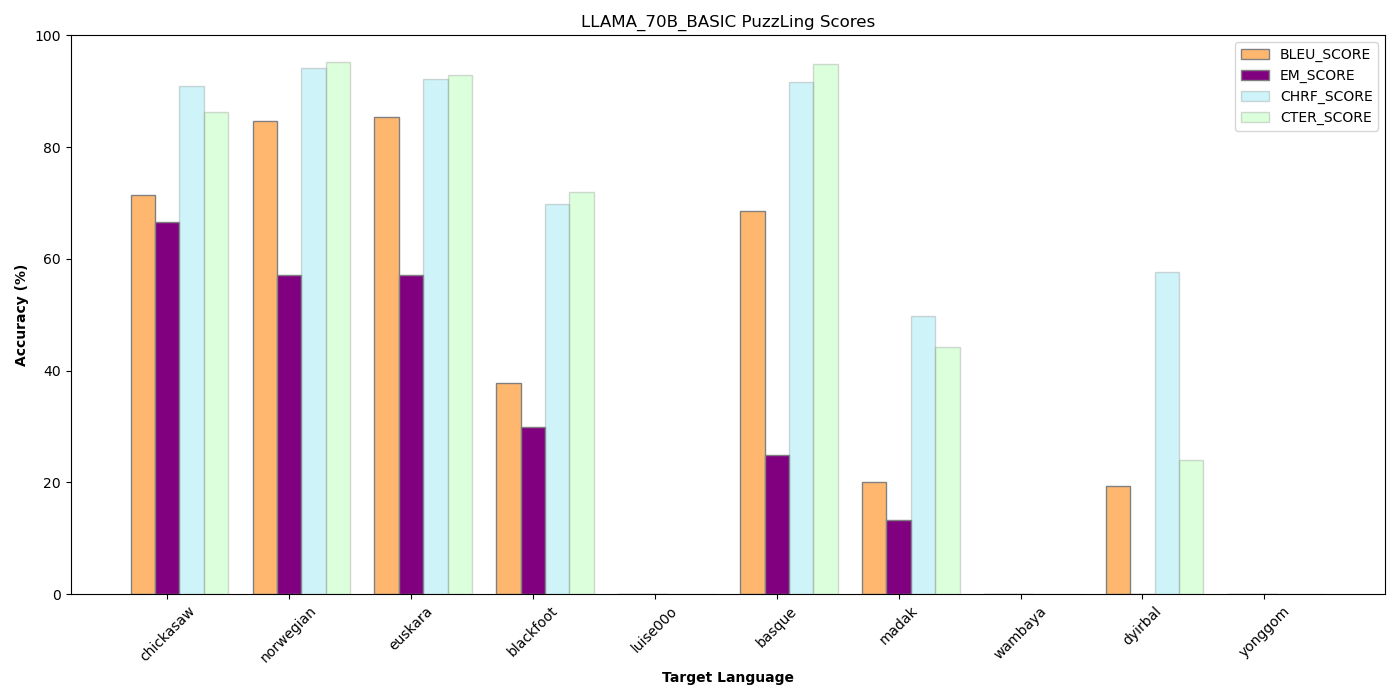 LLAMA_70B_BASIC PuzzLing Scores
100
80
60
40
20
0
Accuracy (%)
BLEU_SCORE
EM_SCORE
CHRF_SCORE
CTER_SCORE
chickasaw
norwegian
euskara
blackfoot
luise00o
basque
madak
wambaya
dyirbal
yonggom
Target Language